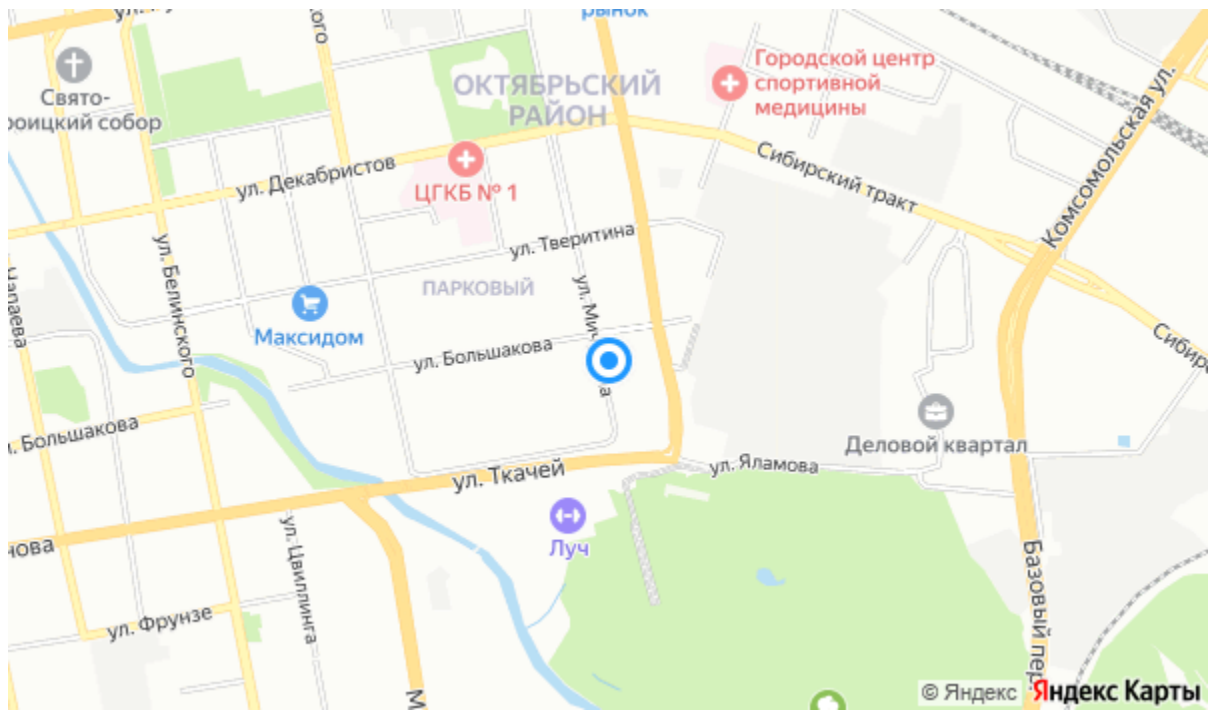 рынок
Городской центр
спортивной
медицины
Комсомольская ул.
Свято-
роицкий собор
ОКТЯБРЬСКИЙ
РАЙОН
ул. Декабристов
ЦГКБ № 1
Сибирский тракт
ул. Тверитина
ул. Белинского
ПАРКОВЫЙ
Максидом
ул. Большакова
Деловой квартал
л. Большакова
ул. Ткачей
ул. Яламова
Луч
нова
ул. Цвиллинга
Базовый пер.
ул. Фрунзе
© Яндекс Яндекс Карты